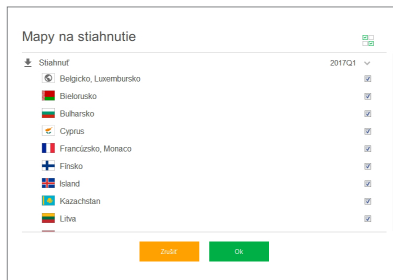 Mapy na stiahnutie
Stiahnuť 2017Q1
Belgicko, Luxembursko
Bielorusko
Bulharsko
Cyprus
Francúzsko, Monaco
Fínsko
Island
Kazachstan
Litva
Zrušiť Ok